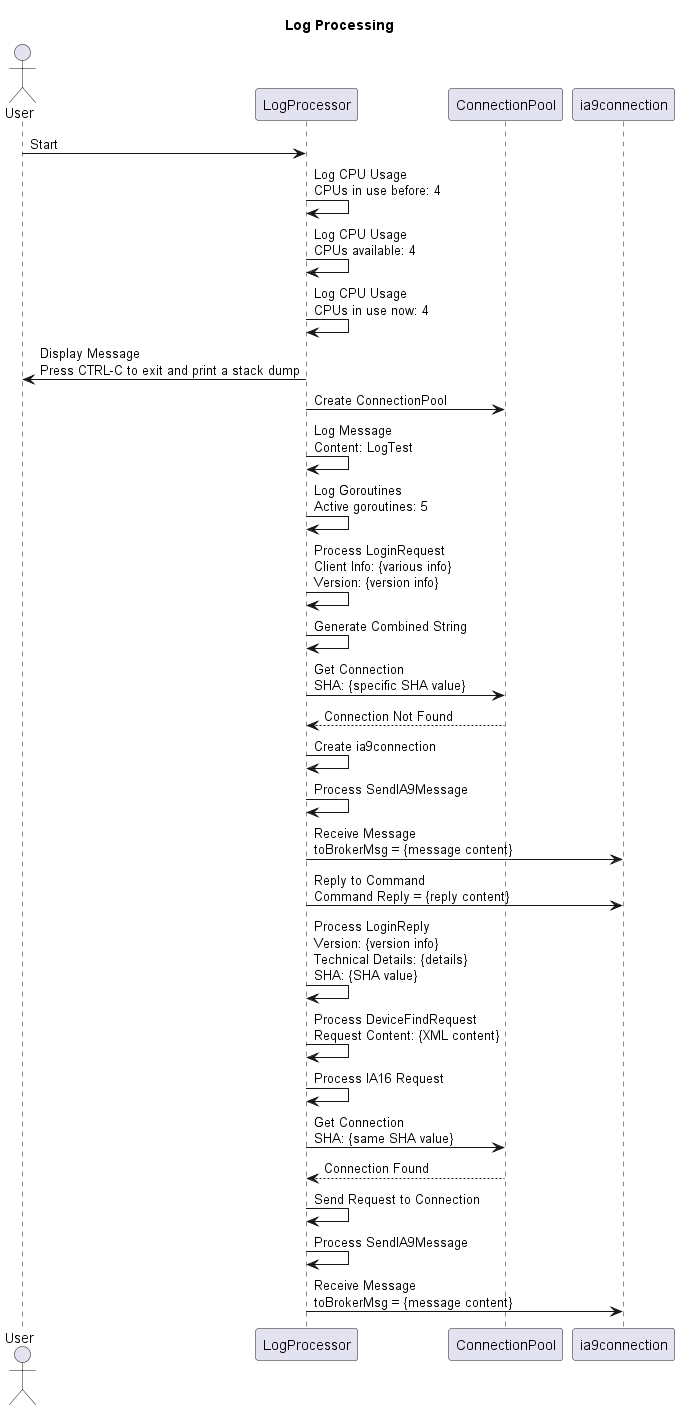 Log Processing
User
LogProcessor
ConnectionPool
ia9connection
Start
Log CPU Usage
CPUs in use before: 4
Log CPU Usage
CPUs available: 4
Log CPU Usage
CPUs in use now: 4
Display Message
Press CTRL-C to exit and print a stack dump
Create ConnectionPool
Log Message
Content: LogTest
Log Goroutines
Active goroutines: 5
Process LoginRequest
Client Info: {various info}
Version: {version info}
Generate Combined String
Get Connection
SHA: {specific SHA value}
Connection Not Found
Create ia9connection
Process SendIA9Message
Receive Message
toBrokerMsg = {message content}
Reply to Command
Command Reply = {reply content}
Process LoginReply
Version: {version info}
Technical Details: {details}
SHA: {SHA value}
Process DeviceFindRequest
Request Content: {XML content}
Process IA16 Request
Get Connection
SHA: {same SHA value}
Connection Found
Send Request to Connection
Process SendIA9Message
Receive Message
toBrokerMsg = {message content}
User
LogProcessor
ConnectionPool
ia9connection